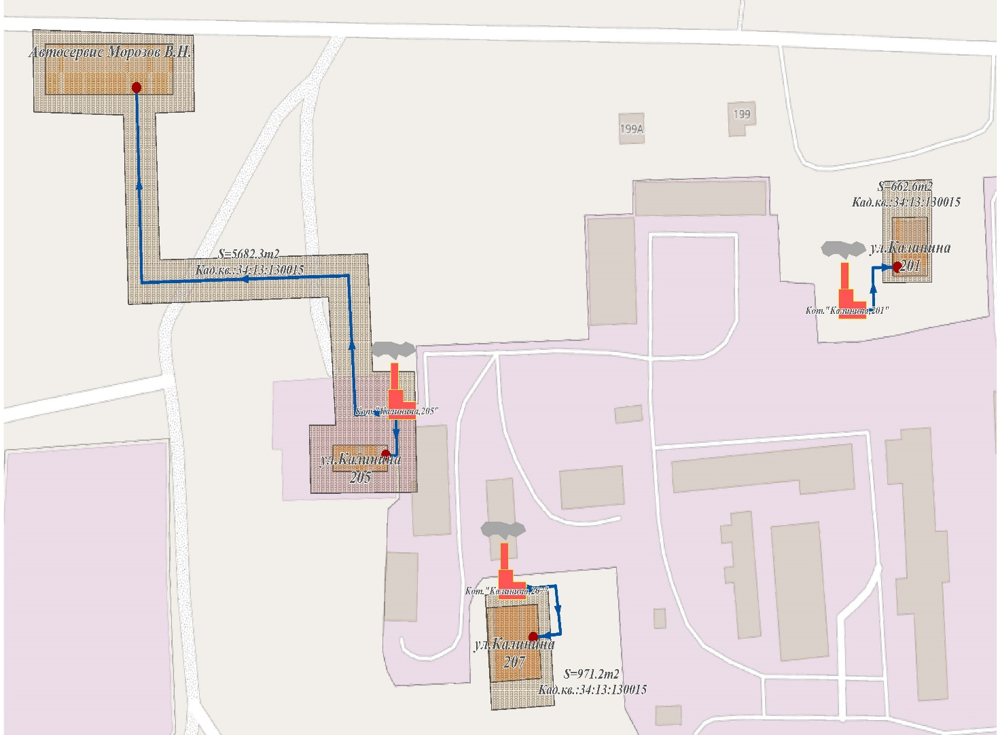 Автосервис Морозов В.Н.
199А
199
S=662.6m2
Кад.кв.:34:13:130015
ул.Калинина
201
Кот."Калинина,201"
S=5682.3m2
Кад.кв.:34:13:130015
Кот."Калинина,205"
ул.Калинина
205
Кот."Калинина,207"
ул.Калинина
207
S=971.2m2
Кад.кв.:34:13:130015